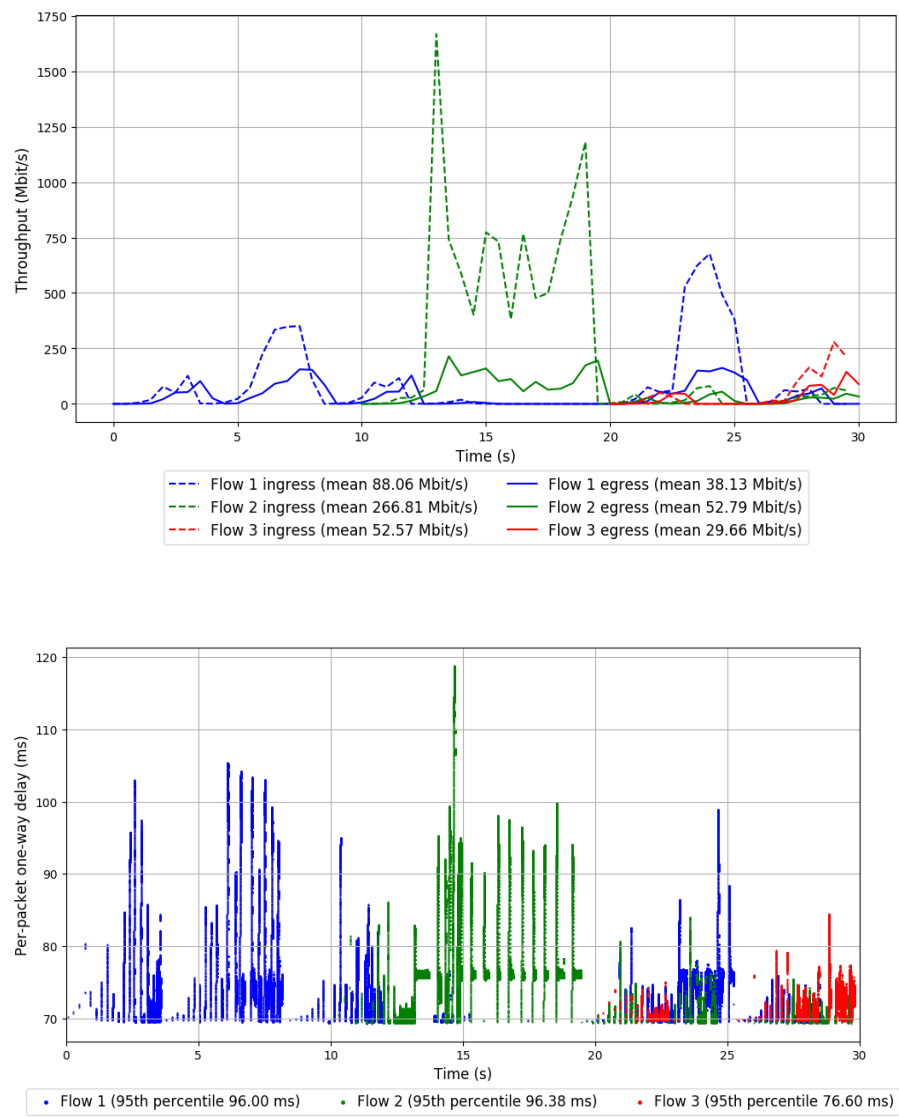 1750
1500
1250
1000
750
500
250
0
Throughput (Mbit/s)
0 5 10 15 20 25 30
Time (s)
Flow 1 ingress (mean 88.06 Mbit/s) Flow 1 egress (mean 38.13 Mbit/s)
Flow 2 ingress (mean 266.81 Mbit/s) Flow 2 egress (mean 52.79 Mbit/s)
Flow 3 ingress (mean 52.57 Mbit/s) Flow 3 egress (mean 29.66 Mbit/s)
120
110
100
90
80
70
Per-packet one-way delay (ms)
0 5 10 15 20 25 30
Time (s)
Flow 1 (95th percentile 96.00 ms) Flow 2 (95th percentile 96.38 ms) Flow 3 (95th percentile 76.60 ms)